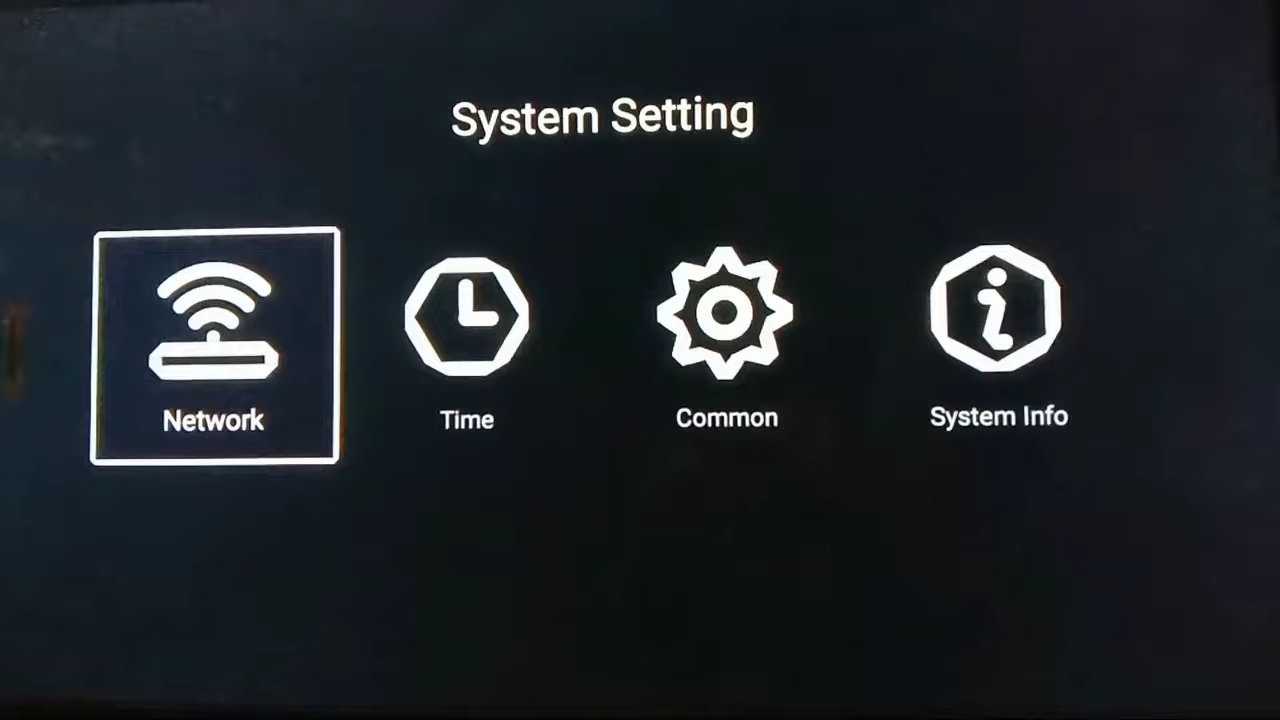 System Setting
Network
Time
Common
System Info